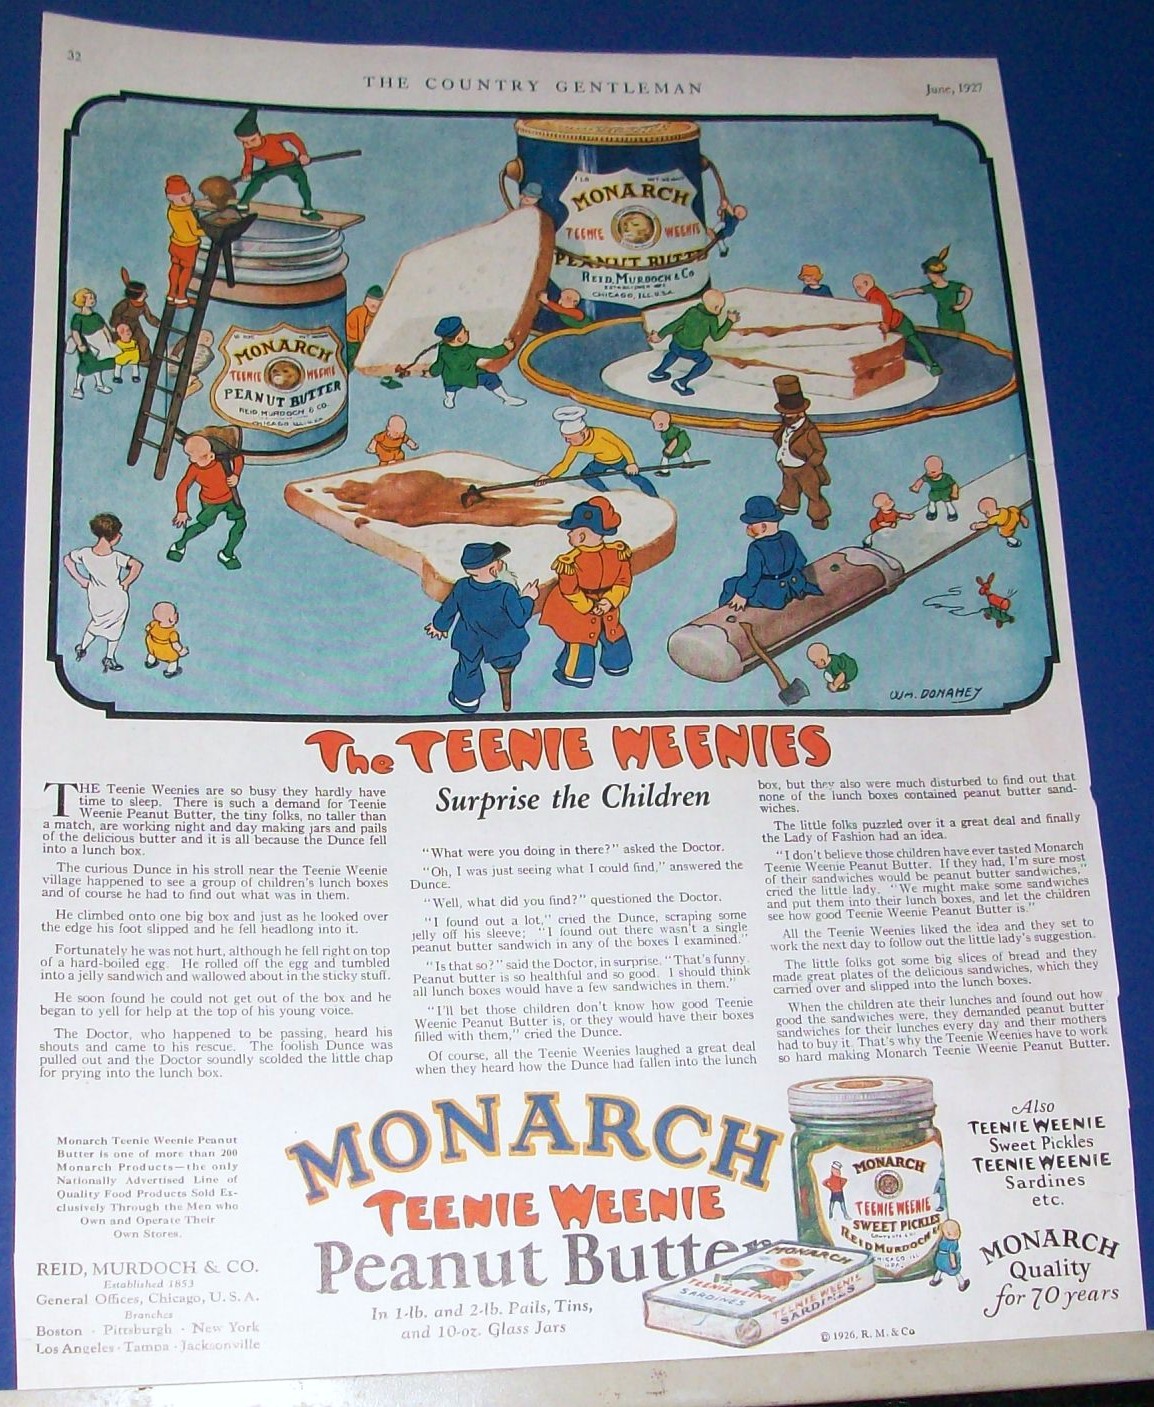 32
THE COUNTRY GENTLEMAN
June, 1927
MONARCH
TEENIE WEENIE
PEANUT BUTT
REID, MURDOCH & CO
CHICAGO, ILL. U.S.A.
MONARCH
TEENIE WEENIE
PEANUT BUTTER
REID, MURDOCH & CO.
CHICAGO, ILL. U.S.A.
WM. DONAHEY
The TEENIE WEENIES
Surprise the Children
THE Teenie Weenies are so busy they hardly have
time to sleep. There is such a demand for Teenie
Weenie Peanut Butter, the tiny folks, no taller than
a match, are working night and day making jars and pails
of the delicious butter and it is all because the Dunce fell
into a lunch box.
The curious Dunce in his stroll near the Teenie Weenie
village happened to see a group of children's lunch boxes
and of course he had to find out what was in them.
He climbed onto one big box and just as he looked over
the edge his foot slipped and he fell headlong into it.
Fortunately he was not hurt, although he fell right on top
of a hard-boiled egg. He rolled off the egg and tumbled
into a jelly sandwich and wallowed about in the sticky stuff.
He soon found he could not get out of the box and he
began to yell for help at the top of his young voice.
The Doctor, who happened to be passing, heard his
shouts and came to his rescue. The foolish Dunce was
pulled out and the Doctor soundly scolded the little chap
for prying into the lunch box.
"What were you doing in there?" asked the Doctor.
"Oh, I was just seeing what I could find," answered the
Dunce.
"Well, what did you find?" questioned the Doctor.
"I found out a lot," cried the Dunce, scraping some
jelly off his sleeve; "I found out there wasn't a single
peanut butter sandwich in any of the boxes I examined."
"Is that so?" said the Doctor, in surprise. "That's funny.
Peanut butter is so healthful and so good. I should think
all lunch boxes would have a few sandwiches in them."
"I'll bet those children don't know how good Teenie
Weenie Peanut Butter is, or they would have their boxes
filled with them," cried the Dunce.
Of course, all the Teenie Weenies laughed a great deal
when they heard how the Dunce had fallen into the lunch
box, but they also were much disturbed to find out that
none of the lunch boxes contained peanut butter sand-
wiches.
The little folks puzzled over it a great deal and finally
the Lady of Fashion had an idea.
"I don't believe those children have ever tasted Monarch
Teenie Weenie Peanut Butter. If they had, I'm sure most
of their sandwiches would be peanut butter sandwiches,"
cried the little lady. "We might make some sandwiches
and put them into their lunch boxes, and let the children
see how good Teenie Weenie Peanut Butter is."
All the Teenie Weenies liked the idea and they set to
work the next day to follow out the little lady's suggestion.
The little folks got some big slices of bread and they
made great plates of the delicious sandwiches, which they
carried over and slipped into the lunch boxes.
When the children ate their lunches and found out how
good the sandwiches were, they demanded peanut butter
sandwiches for their lunches every day and their mothers
had to buy it. That's why the Teenie Weenies have to work
so hard making Monarch Teenie Weenie Peanut Butter.
Monarch Teenie Weenie Peanut
Butter is one of more than 200
Monarch Products—the only
Nationally Advertised Line of
Quality Food Products Sold Ex-
clusively Through the Men who
Own and Operate Their
Own Stores.
REID, MURDOCH & CO.
Established 1853
General Offices, Chicago, U. S. A.
Branches
Boston · Pittsburgh · New York
Los Angeles · Tampa · Jacksonville
MONARCH
TEENIE WEENIE
Peanut Butter
In 1-lb. and 2-lb. Pails, Tins,
and 10-oz. Glass Jars
MONARCH
TEENIE WEENIE
SWEET PICKLES
REID MURDOCH &
CHICAGO ILL
MONARCH
TEENIE WEENIE
SARDINES
TEENIE WEENIE
SARDINES
© 1926, R. M. & Co
Also
TEENIE WEENIE
Sweet Pickles
TEENIE WEENIE
Sardines
etc.
MONARCH
Quality
for 70 years